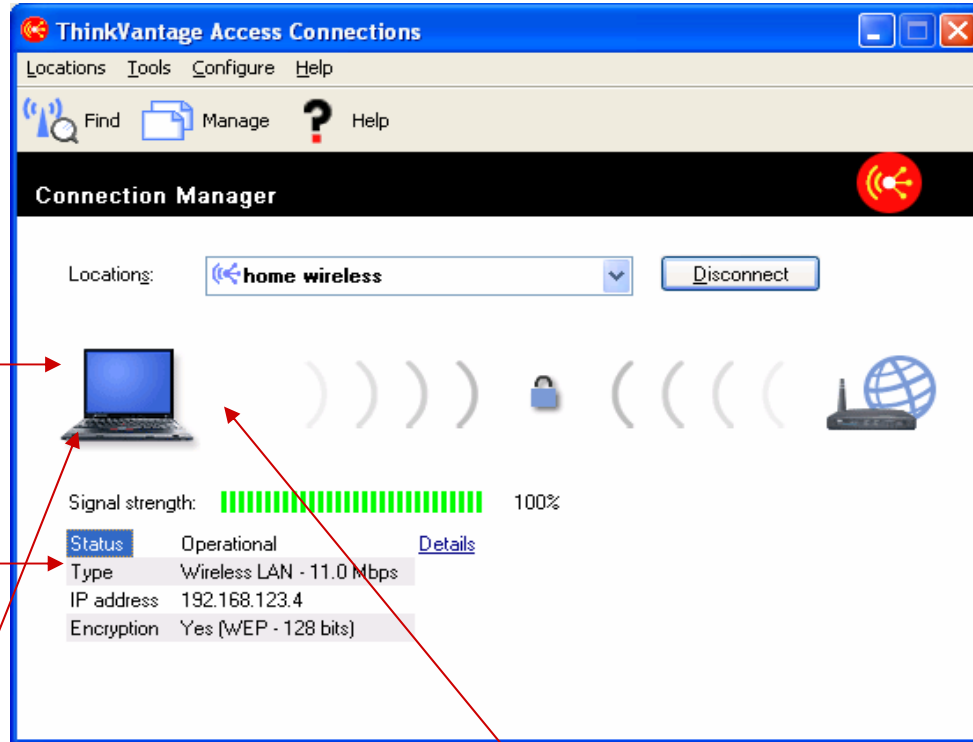 ThinkVantage Access Connections
Locations Tools Configure Help
Find Manage Help
Connection Manager
Locations: home wireless Disconnect
Signal strength: 100%
Status Operational Details
Type Wireless LAN - 11.0 Mbps
IP address 192.168.123.4
Encryption Yes (WEP - 128 bits)